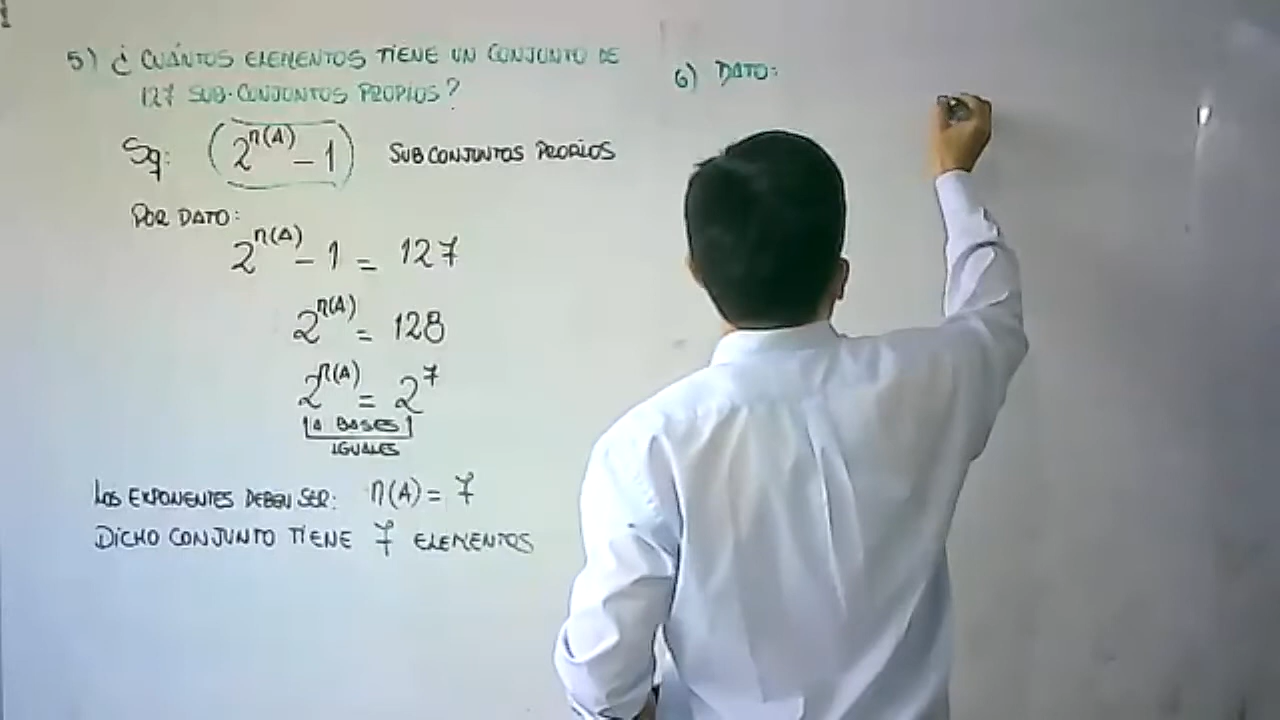 5) ¿ CUÁNTOS ELEMENTOS TIENE UN CONJUNTO DE
127 SUB-CONJUNTOS PROPIOS?
Sq: (2^n(A) - 1) SUBCONJUNTOS PROPIOS
POR DATO:
2^n(A) - 1 = 127
2^n(A) = 128
2^n(A) = 2^7
A BASES
IGUALES
LOS EXPONENTES DEBEN SER: n(A) = 7
DICHO CONJUNTO TIENE 7 ELEMENTOS
6) DATO: